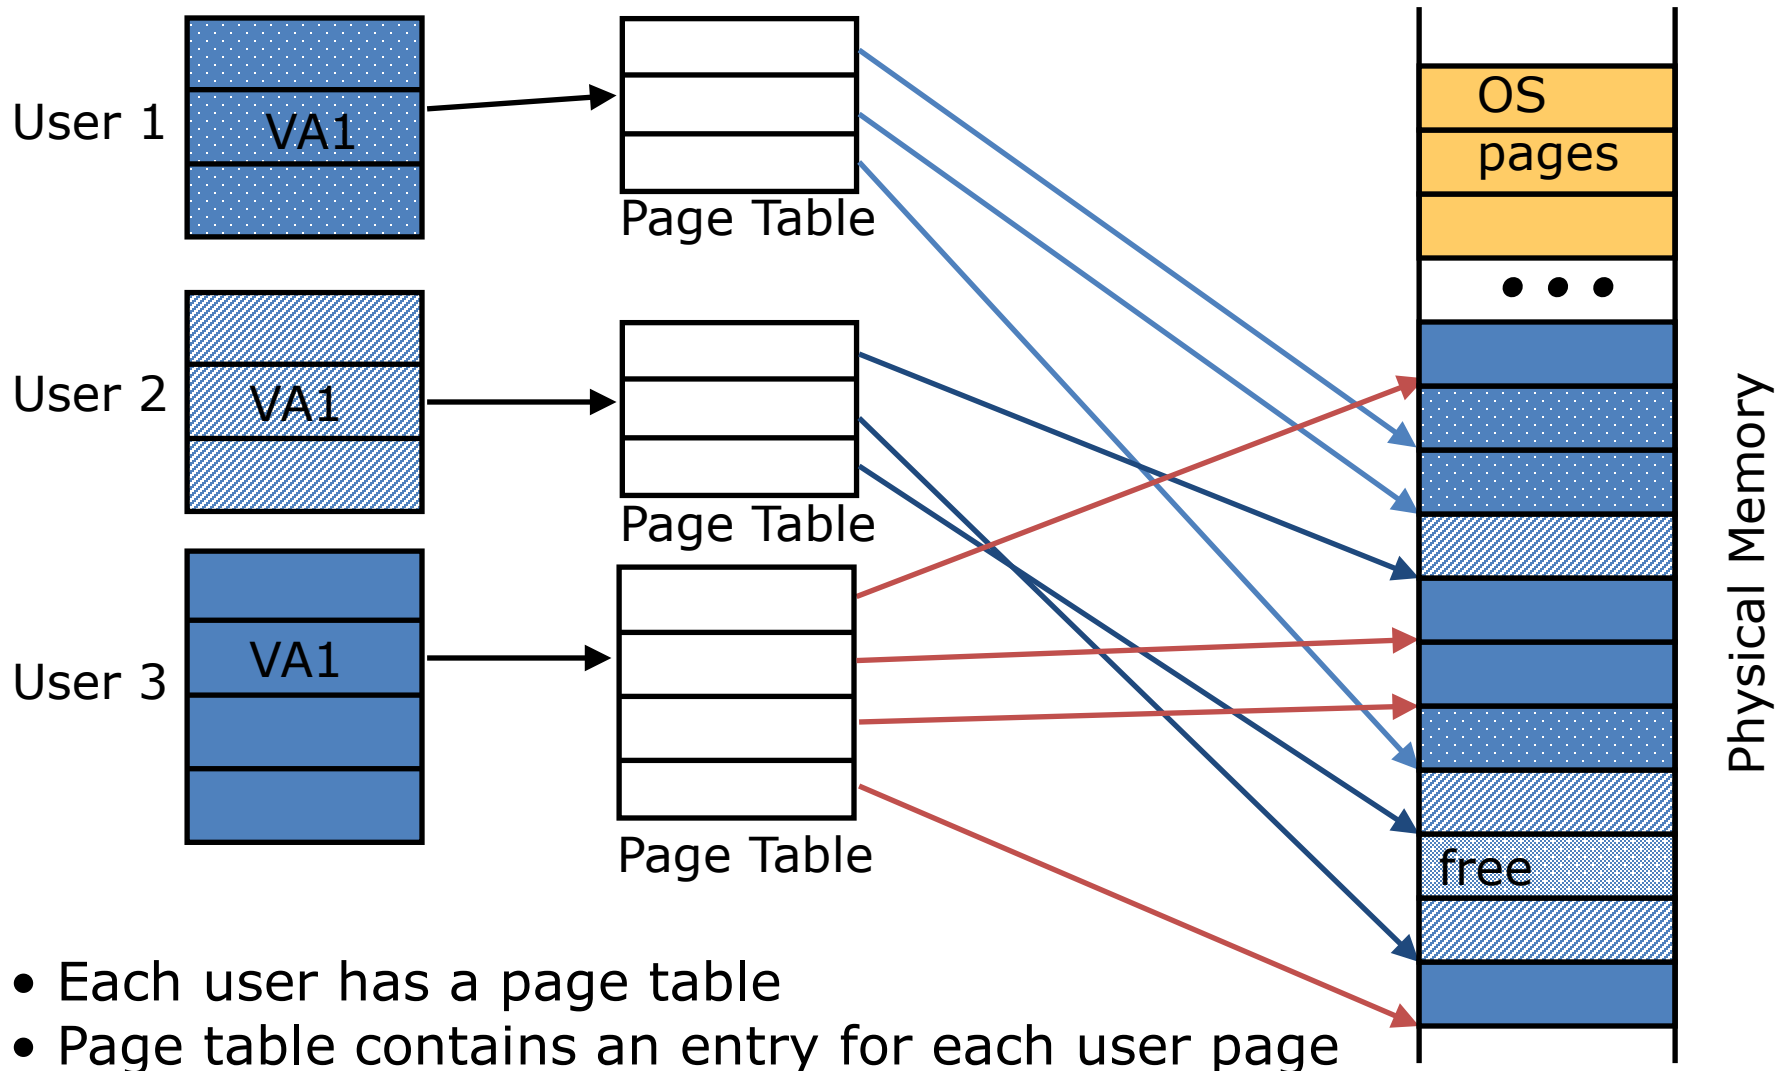 User 1
VA1
Page Table
User 2
VA1
Page Table
User 3
VA1
Page Table
OS
pages
• • •
free
Physical Memory
• Each user has a page table
• Page table contains an entry for each user page